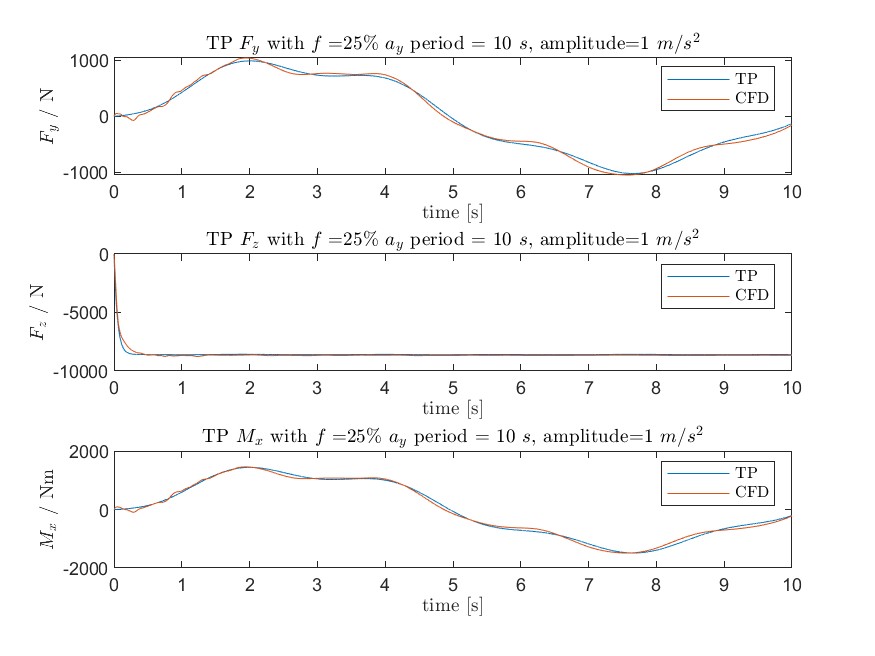 TP F_y with f =25% a_y period = 10 s, amplitude=1 m/s²
1000
0
-1000
F_y / N
TP
CFD
0 1 2 3 4 5 6 7 8 9 10
time [s]
TP F_z with f =25% a_y period = 10 s, amplitude=1 m/s²
0
-5000
-10000
F_z / N
TP
CFD
0 1 2 3 4 5 6 7 8 9 10
time [s]
TP M_x with f =25% a_y period = 10 s, amplitude=1 m/s²
2000
0
-2000
M_x / Nm
TP
CFD
0 1 2 3 4 5 6 7 8 9 10
time [s]